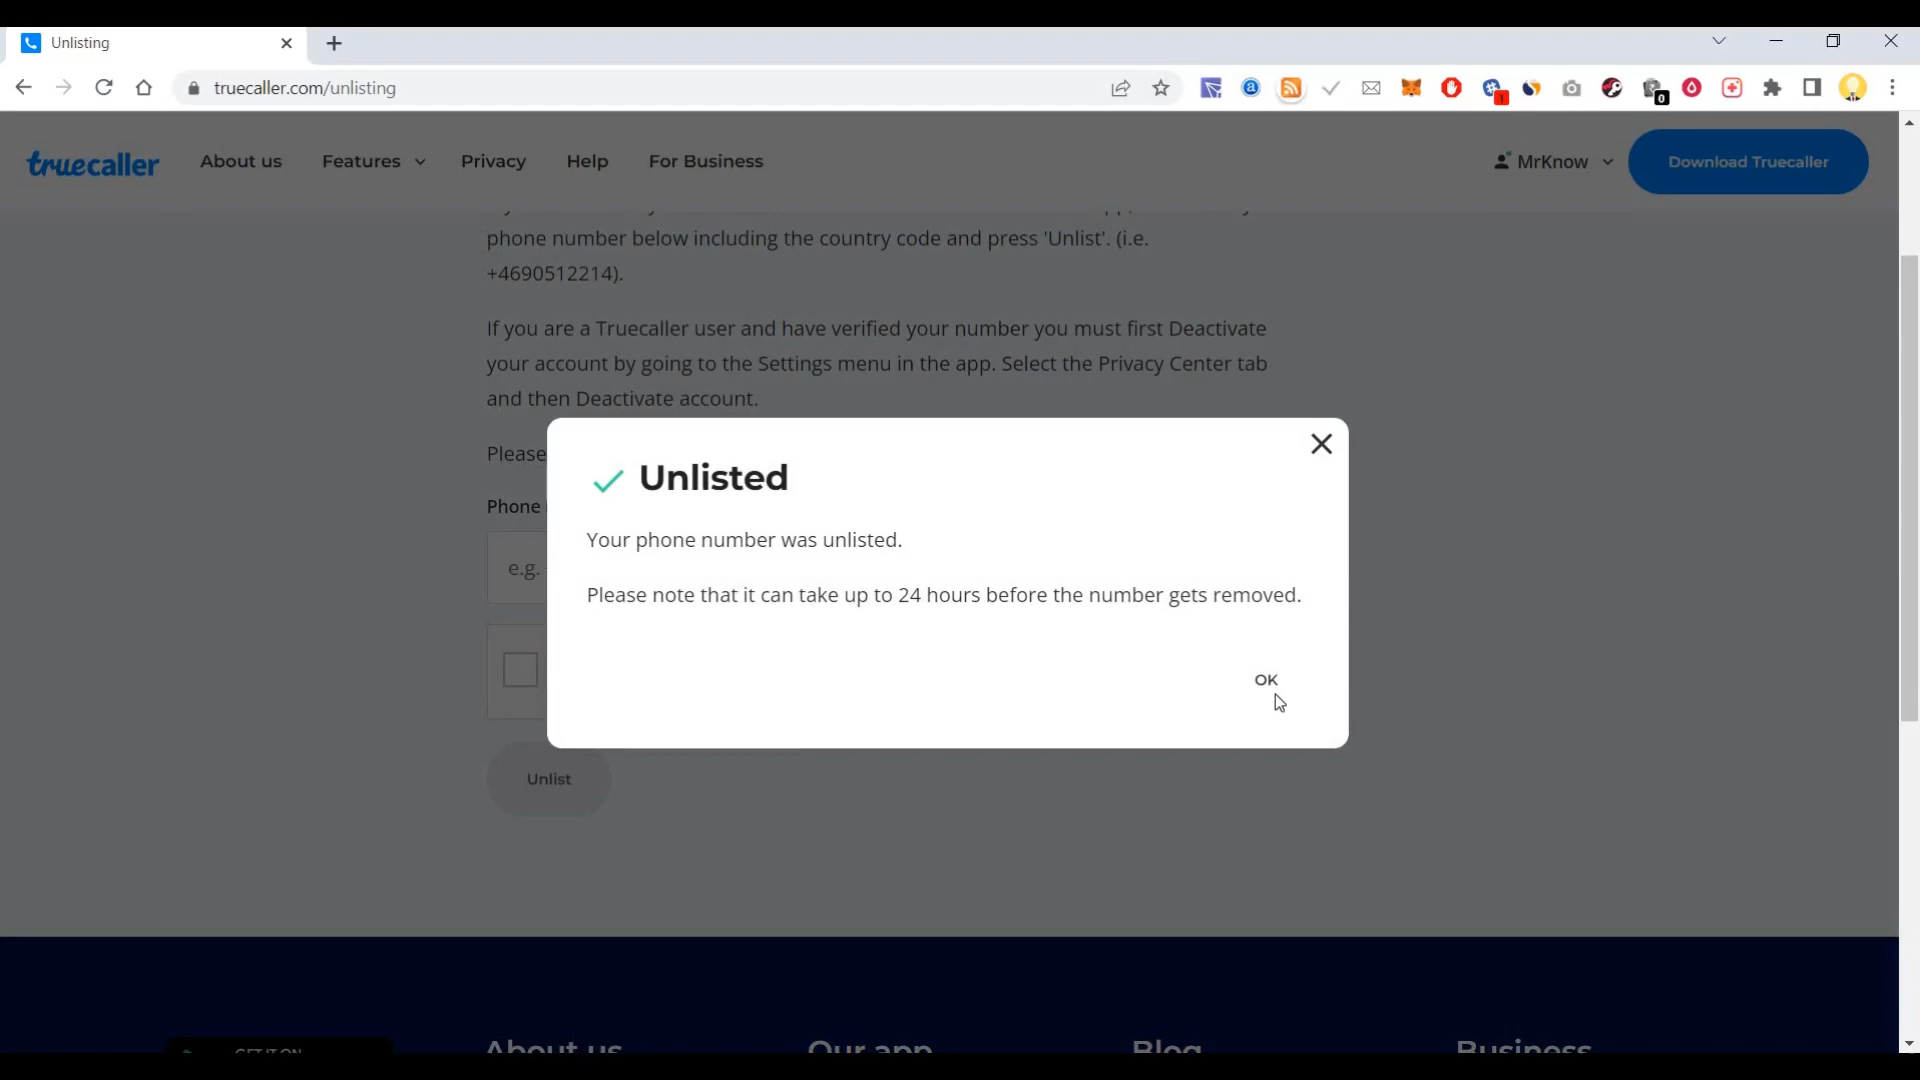 Unlisting
truecaller.com/unlisting
0
truecaller
About us
Features
Privacy
Help
For Business
MrKnow
Download Truecaller
phone number below including the country code and press 'Unlist'. (i.e.
+4690512214).
If you are a Truecaller user and have verified your number you must first Deactivate
your account by going to the Settings menu in the app. Select the Privacy Center tab
and then Deactivate account.
Please
Phone
e.g.
Unlisted
Your phone number was unlisted.
Please note that it can take up to 24 hours before the number gets removed.
OK
Unlist
GET IT ON
About us
Our app
Blog
Business